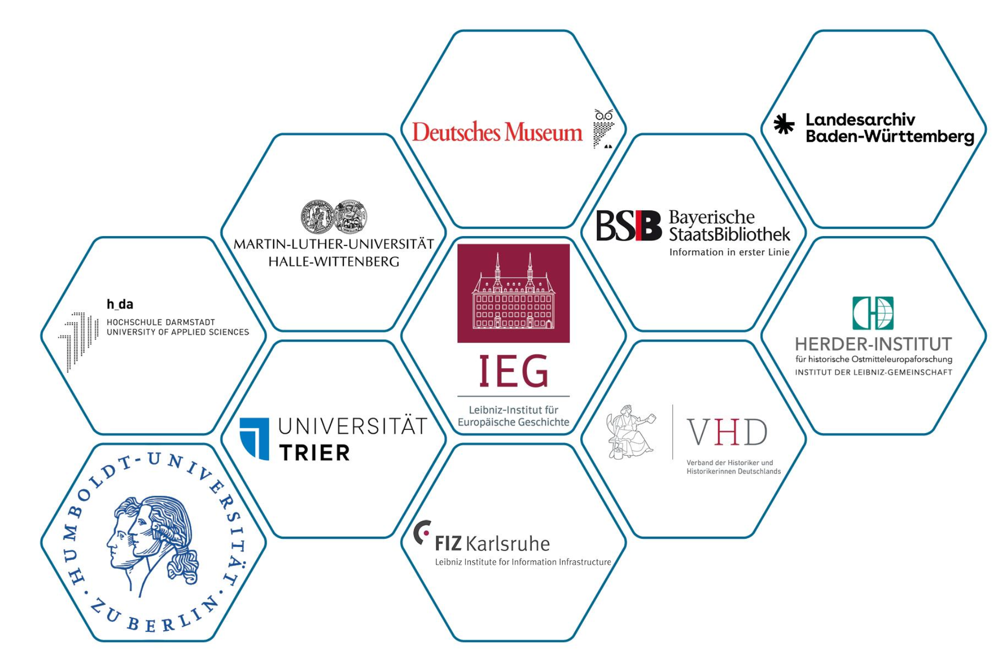 Deutsches Museum
Landesarchiv
Baden-Württemberg
MARTIN-LUTHER-UNIVERSITÄT
HALLE-WITTENBERG
BSB Bayerische
StaatsBibliothek
Information in erster Linie
h_da
HOCHSCHULE DARMSTADT
UNIVERSITY OF APPLIED SCIENCES
IEG
Leibniz-Institut für
Europäische Geschichte
HERDER-INSTITUT
für historische Ostmitteleuropaforschung
INSTITUT DER LEIBNIZ-GEMEINSCHAFT
UNIVERSITÄT
TRIER
VHD
Verband der Historiker und
Historikerinnen Deutschlands
HUMBOLDT-UNIVERSITÄT
· ZU BERLIN ·
FIZ Karlsruhe
Leibniz Institute for Information Infrastructure